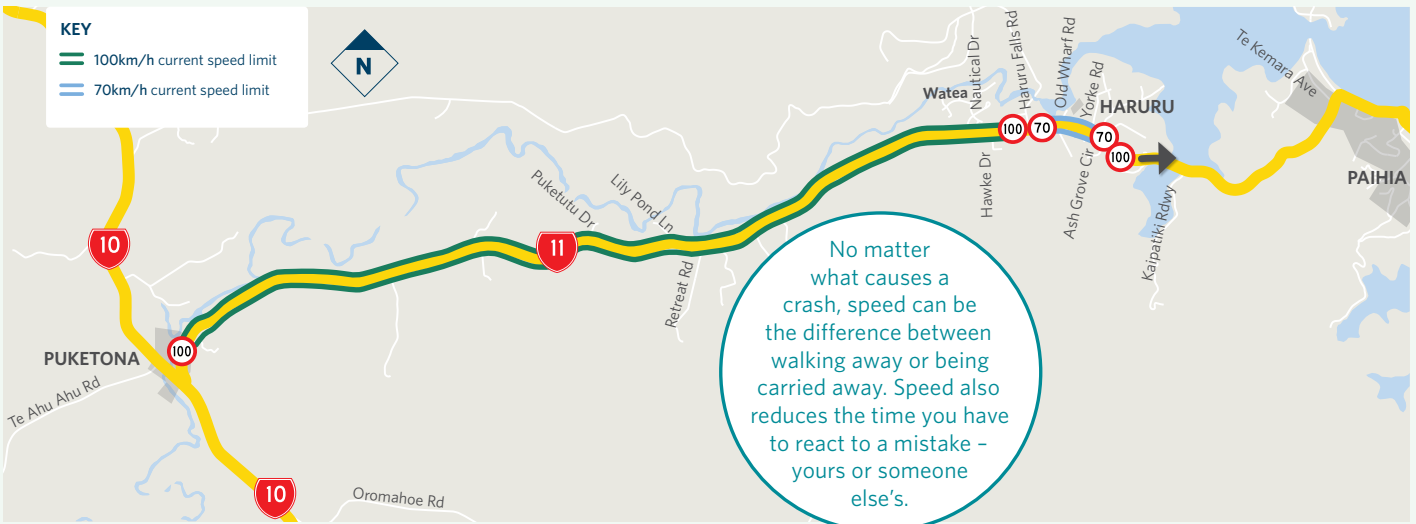 KEY
100km/h current speed limit
70km/h current speed limit
N
Te Kemara Ave
Nautical Dr
Haruru Falls Rd
Old Wharf Rd
Yorke Rd
Watea
HARURU
100
70
70
100
PAIHIA
Hawke Dr
Ash Grove Cir
Kaipatiki Rdwy
Puketutu Dr
Lily Pond Ln
10
11
Retreat Rd
100
PUKETONA
Te Ahu Ahu Rd
10
Oromahoe Rd
No matter
what causes a
crash, speed can be
the difference between
walking away or being
carried away. Speed also
reduces the time you have
to react to a mistake –
yours or someone
else's.